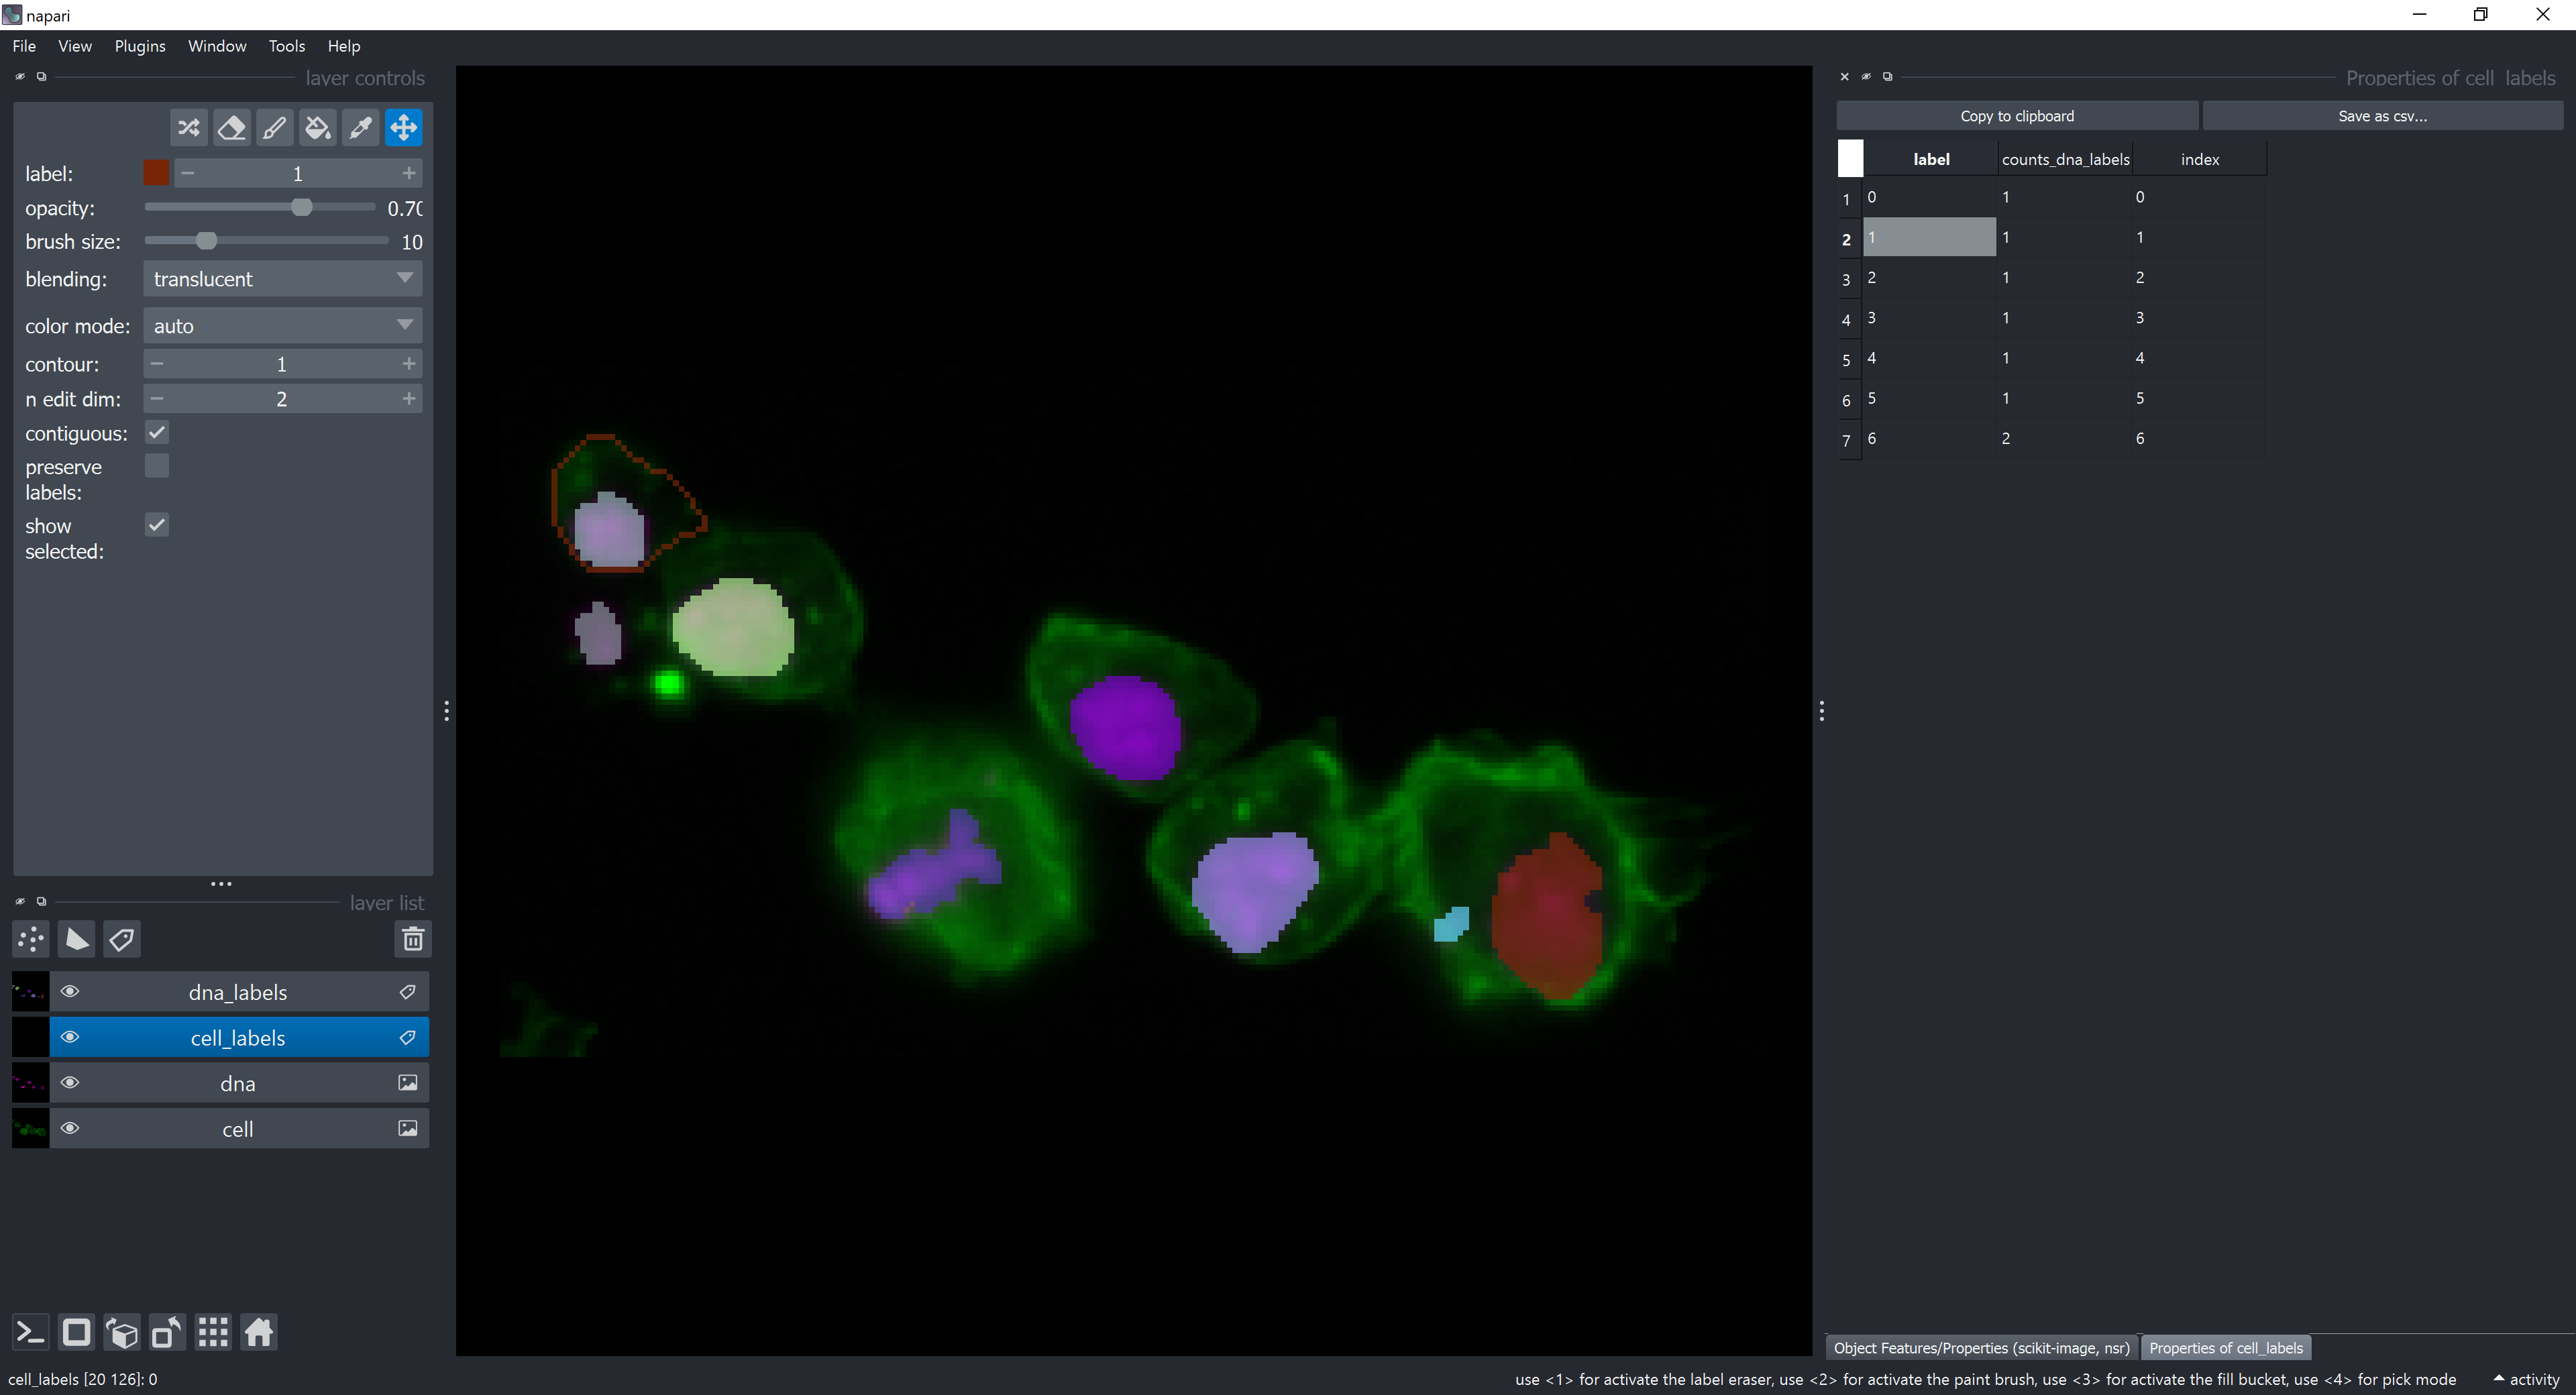 napari
File View Plugins Window Tools Help
layer controls
label: 1
opacity: 0.70
brush size: 10
blending: translucent
color mode: auto
contour: 1
n edit dim: 2
contiguous:
preserve
labels:
show
selected:
layer list
dna_labels
cell_labels
dna
cell
Properties of cell_labels
Copy to clipboard Save as csv...
label counts_dna_labels index
1 0 1 0
2 1 1 1
3 2 1 2
4 3 1 3
5 4 1 4
6 5 1 5
7 6 2 6
Object Features/Properties (scikit-image, nsr) Properties of cell_labels
cell_labels [20 126]: 0
use <1> for activate the label eraser, use <2> for activate the paint brush, use <3> for activate the fill bucket, use <4> for pick mode
activity